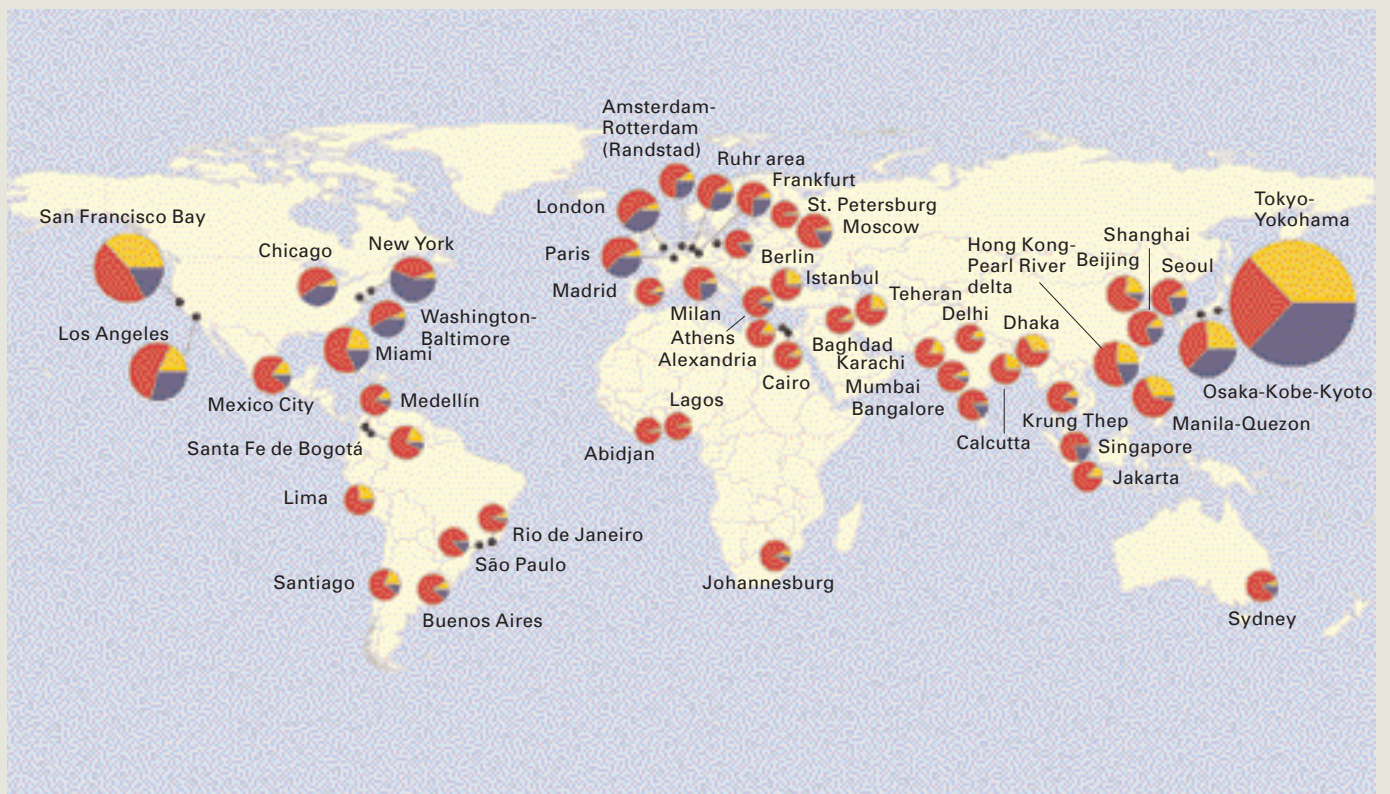 Amsterdam-
Rotterdam
(Randstad)
Ruhr area
Frankfurt
London
St. Petersburg
Moscow
Paris
Berlin
Madrid
Istanbul
Milan
Athens
Alexandria
Cairo
Teheran
Baghdad
San Francisco Bay
Chicago
New York
Los Angeles
Washington-
Baltimore
Miami
Mexico City
Medellín
Santa Fe de Bogotá
Lima
Rio de Janeiro
São Paulo
Santiago
Buenos Aires
Lagos
Abidjan
Johannesburg
Delhi
Dhaka
Karachi
Mumbai
Bangalore
Calcutta
Krung Thep
Singapore
Jakarta
Hong Kong-
Pearl River
delta
Shanghai
Beijing
Seoul
Tokyo-
Yokohama
Osaka-Kobe-Kyoto
Manila-Quezon
Sydney